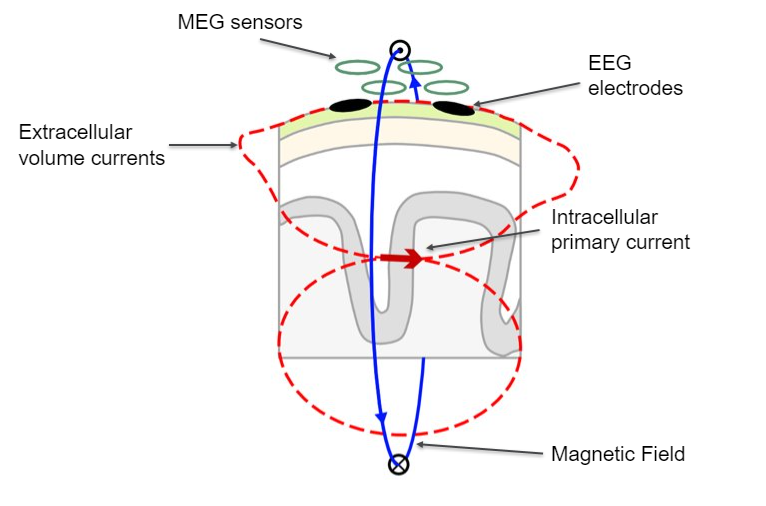 MEG sensors
EEG
electrodes
Extracellular
volume currents
Intracellular
primary current
Magnetic Field